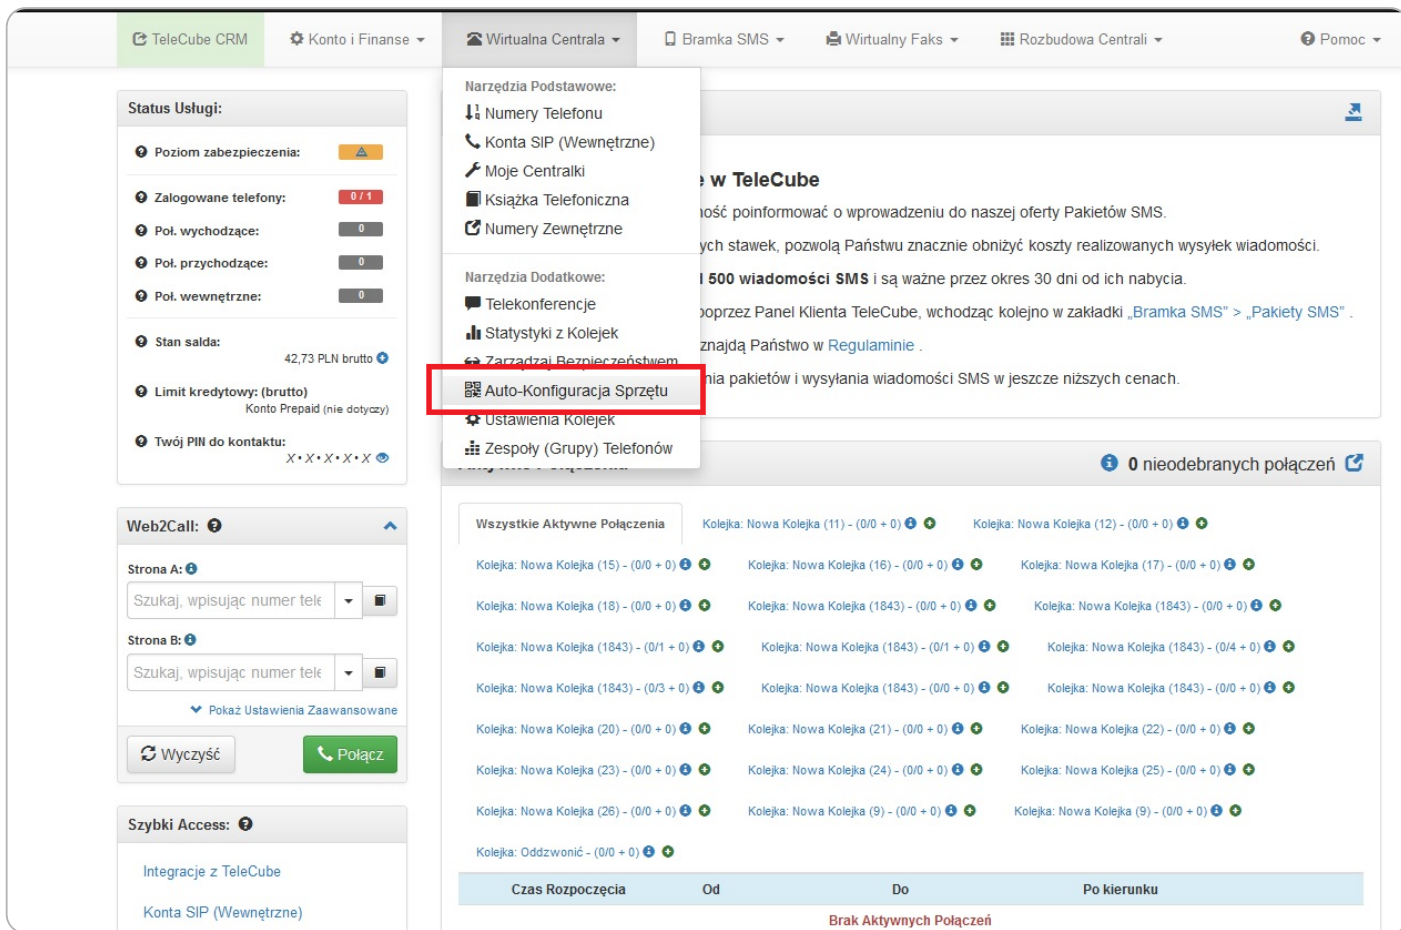 TeleCube CRM
Konto i Finanse
Wirtualna Centrala
Bramka SMS
Wirtualny Faks
Rozbudowa Centrali
Pomoc
Status Usługi:
Poziom zabezpieczenia:
Zalogowane telefony: 0 / 1
Poł. wychodzące: 0
Poł. przychodzące: 0
Poł. wewnętrzne: 0
Stan salda:
42,73 PLN brutto
Limit kredytowy: (brutto)
Konto Prepaid (nie dotyczy)
Twój PIN do kontaktu:
X • X • X • X • X
Web2Call:
Strona A:
Szukaj, wpisując numer tele
Strona B:
Szukaj, wpisując numer tele
Pokaż Ustawienia Zaawansowane
Wyczyść
Połącz
Szybki Access:
Integracje z TeleCube
Konta SIP (Wewnętrzne)
Narzędzia Podstawowe:
Numery Telefonu
Konta SIP (Wewnętrzne)
Moje Centralki
Książka Telefoniczna
Numery Zewnętrzne
Narzędzia Dodatkowe:
Telekonferencje
Statystyki z Kolejek
Zarządzaj Bezpieczeństwem
Auto-Konfiguracja Sprzętu
Ustawienia Kolejek
Zespoły (Grupy) Telefonów
w TeleCube
poinformować o wprowadzeniu do naszej oferty Pakietów SMS.
stawek, pozwolą Państwu znacznie obniżyć koszty realizowanych wysyłek wiadomości.
500 wiadomości SMS i są ważne przez okres 30 dni od ich nabycia.
poprzez Panel Klienta TeleCube, wchodząc kolejno w zakładki „Bramka SMS" > „Pakiety SMS" .
znajdą Państwo w Regulaminie .
pakietów i wysyłania wiadomości SMS w jeszcze niższych cenach.
Aktywne Połączenia
0 nieodebranych połączeń
Wszystkie Aktywne Połączenia
Kolejka: Nowa Kolejka (11) - (0/0 + 0)
Kolejka: Nowa Kolejka (12) - (0/0 + 0)
Kolejka: Nowa Kolejka (15) - (0/0 + 0)
Kolejka: Nowa Kolejka (16) - (0/0 + 0)
Kolejka: Nowa Kolejka (17) - (0/0 + 0)
Kolejka: Nowa Kolejka (18) - (0/0 + 0)
Kolejka: Nowa Kolejka (1843) - (0/0 + 0)
Kolejka: Nowa Kolejka (1843) - (0/0 + 0)
Kolejka: Nowa Kolejka (1843) - (0/1 + 0)
Kolejka: Nowa Kolejka (1843) - (0/1 + 0)
Kolejka: Nowa Kolejka (1843) - (0/4 + 0)
Kolejka: Nowa Kolejka (1843) - (0/3 + 0)
Kolejka: Nowa Kolejka (1843) - (0/0 + 0)
Kolejka: Nowa Kolejka (1843) - (0/0 + 0)
Kolejka: Nowa Kolejka (20) - (0/0 + 0)
Kolejka: Nowa Kolejka (21) - (0/0 + 0)
Kolejka: Nowa Kolejka (22) - (0/0 + 0)
Kolejka: Nowa Kolejka (23) - (0/0 + 0)
Kolejka: Nowa Kolejka (24) - (0/0 + 0)
Kolejka: Nowa Kolejka (25) - (0/0 + 0)
Kolejka: Nowa Kolejka (26) - (0/0 + 0)
Kolejka: Nowa Kolejka (9) - (0/0 + 0)
Kolejka: Nowa Kolejka (9) - (0/0 + 0)
Kolejka: Oddzwonić - (0/0 + 0)
Czas Rozpoczęcia
Od
Do
Po kierunku
Brak Aktywnych Połączeń